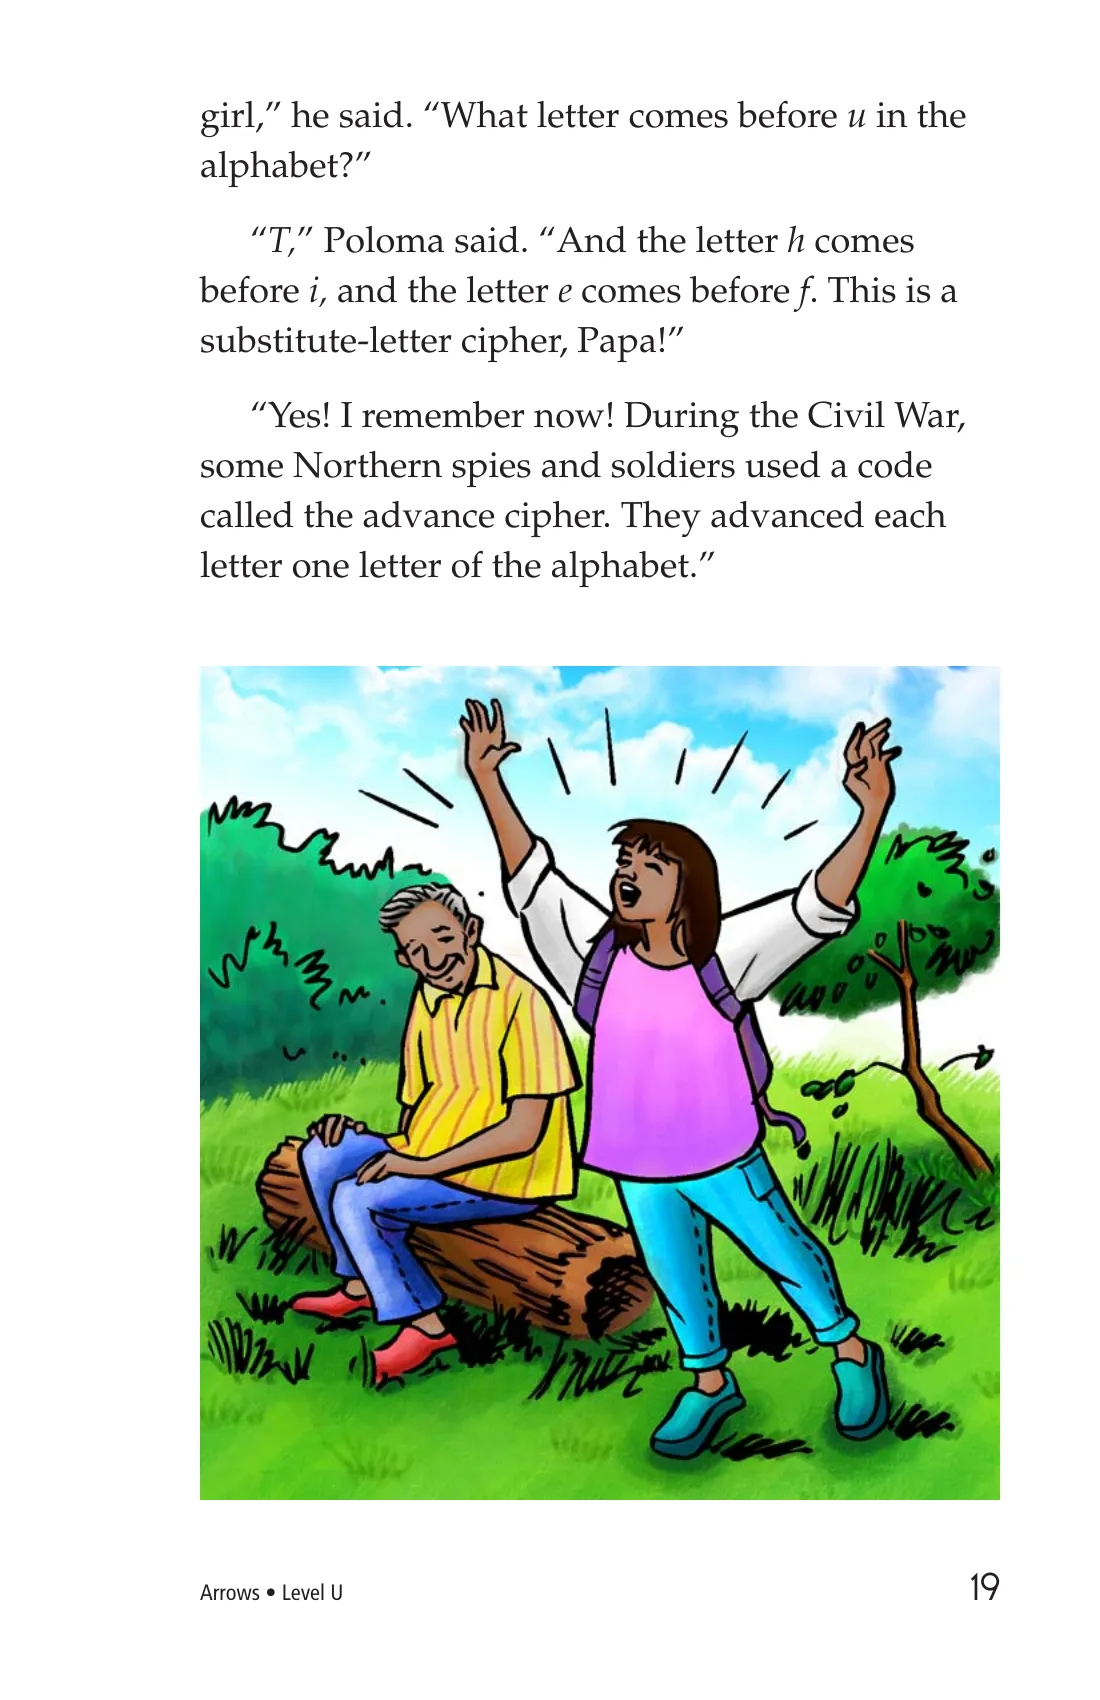 girl,” he said. “What letter comes before u in the
alphabet?”
“T,” Poloma said. “And the letter h comes
before i, and the letter e comes before f. This is a
substitute-letter cipher, Papa!”
“Yes! I remember now! During the Civil War,
some Northern spies and soldiers used a code
called the advance cipher. They advanced each
letter one letter of the alphabet.”
Arrows • Level U
19